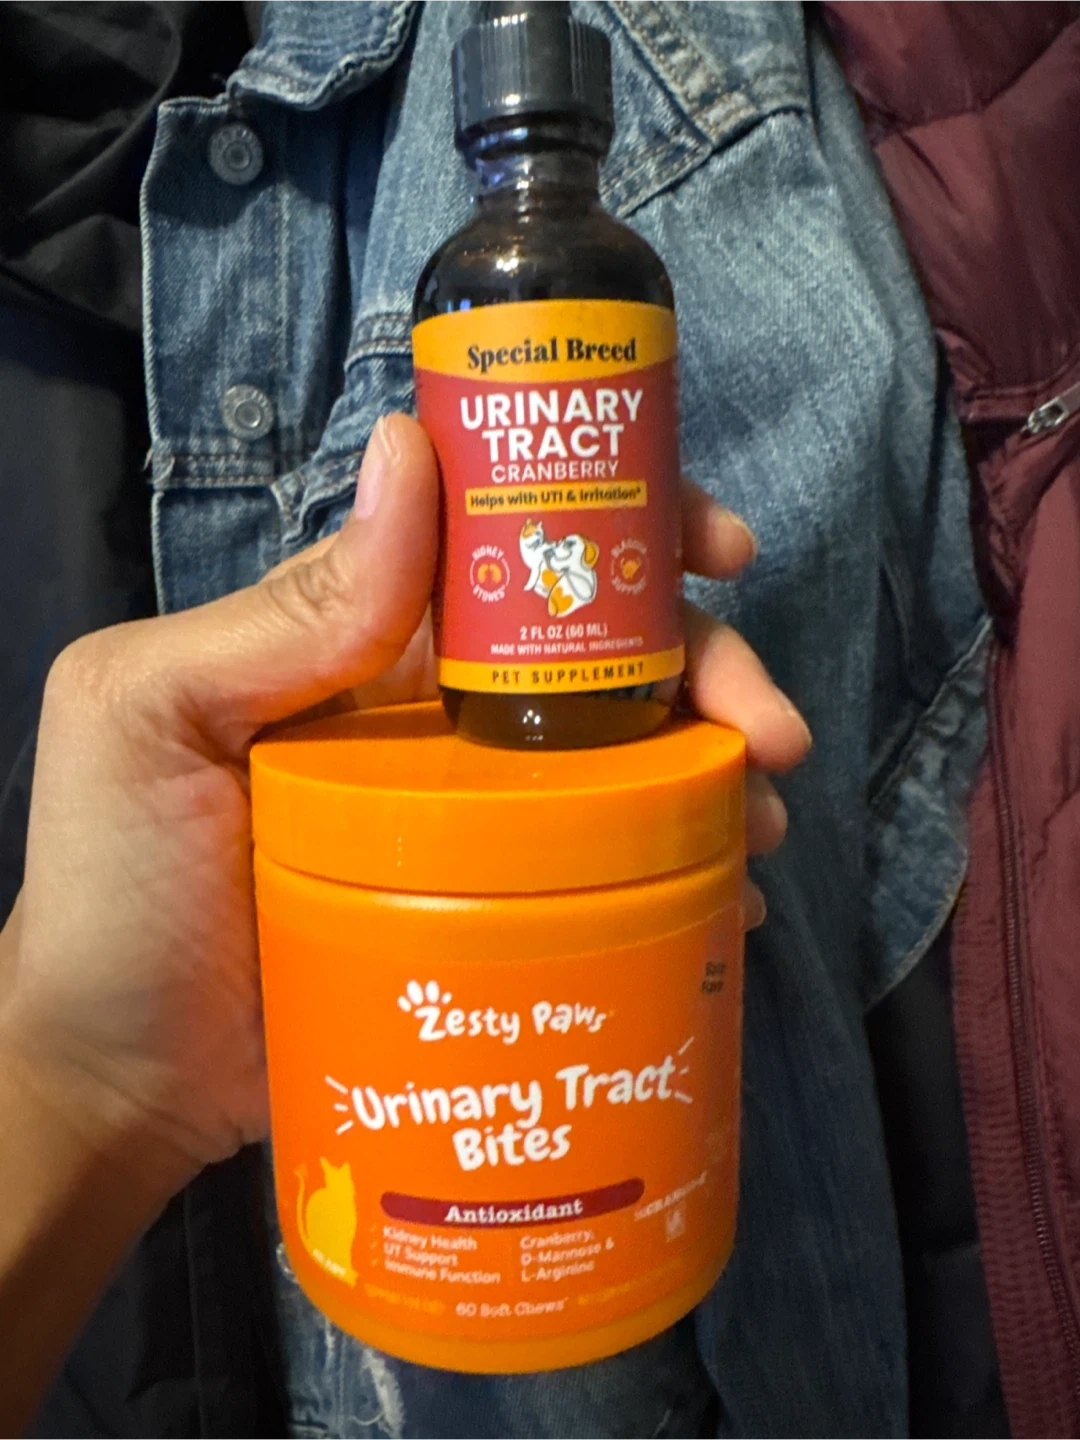 Special Breed
URINARY
TRACT
CRANBERRY
Helps with UTI & Irritation*
KIDNEY
STONES
BLADDER
SUPPORT
2 FL OZ (60 ML)
MADE WITH NATURAL INGREDIENTS
PET SUPPLEMENT
Zesty Paws
Urinary Tract
Bites
Antioxidant
Kidney Health
UT Support
Immune Function
Cranberry,
D-Mannose &
L-Arginine
60 Soft Chews